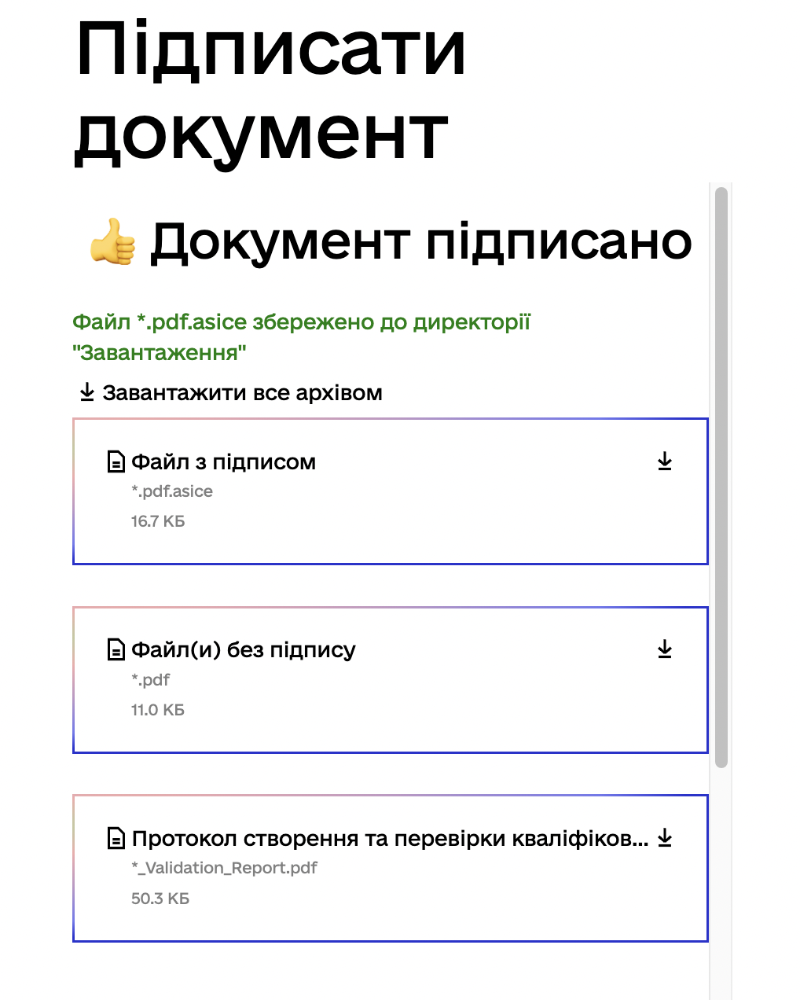 Підписати
документ
👍 Документ підписано
Файл *.pdf.asice збережено до директорії
"Завантаження"
Завантажити все архівом
Файл з підписом
*.pdf.asice
16.7 КБ
Файл(и) без підпису
*.pdf
11.0 КБ
Протокол створення та перевірки кваліфіков...
*_Validation_Report.pdf
50.3 КБ